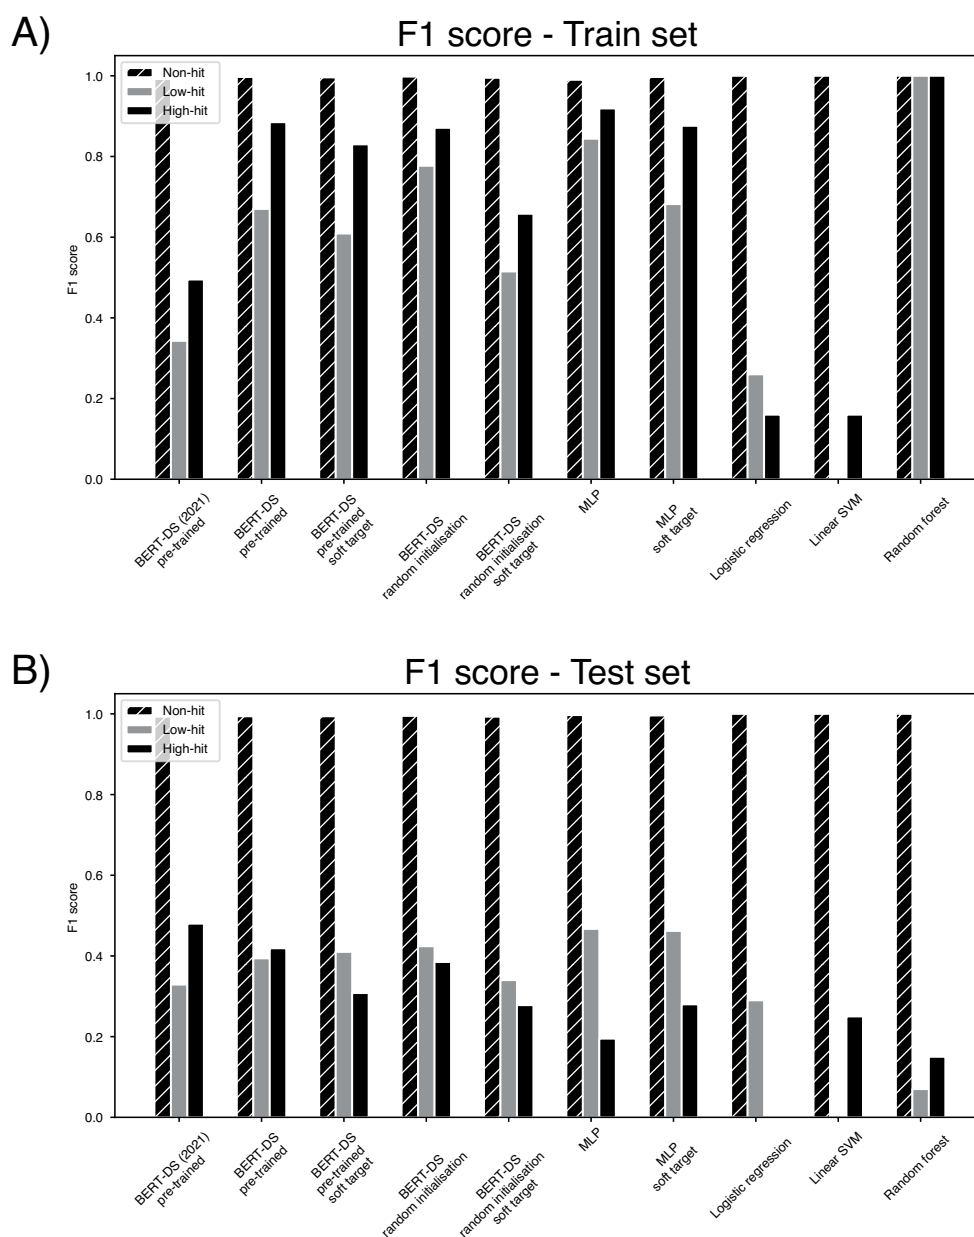 A)
F1 score - Train set
Non-hit
Low-hit
High-hit
1.0
0.8
0.6
0.4
0.2
0.0
F1 score
BERT-DS (2021)
pre-trained
BERT-DS
pre-trained
BERT-DS
pre-trained
soft target
BERT-DS
random initialisation
BERT-DS
random initialisation
soft target
MLP
MLP
soft target
Logistic regression
Linear SVM
Random forest
B)
F1 score - Test set
Non-hit
Low-hit
High-hit
1.0
0.8
0.6
0.4
0.2
0.0
F1 score
BERT-DS (2021)
pre-trained
BERT-DS
pre-trained
BERT-DS
pre-trained
soft target
BERT-DS
random initialisation
BERT-DS
random initialisation
soft target
MLP
MLP
soft target
Logistic regression
Linear SVM
Random forest